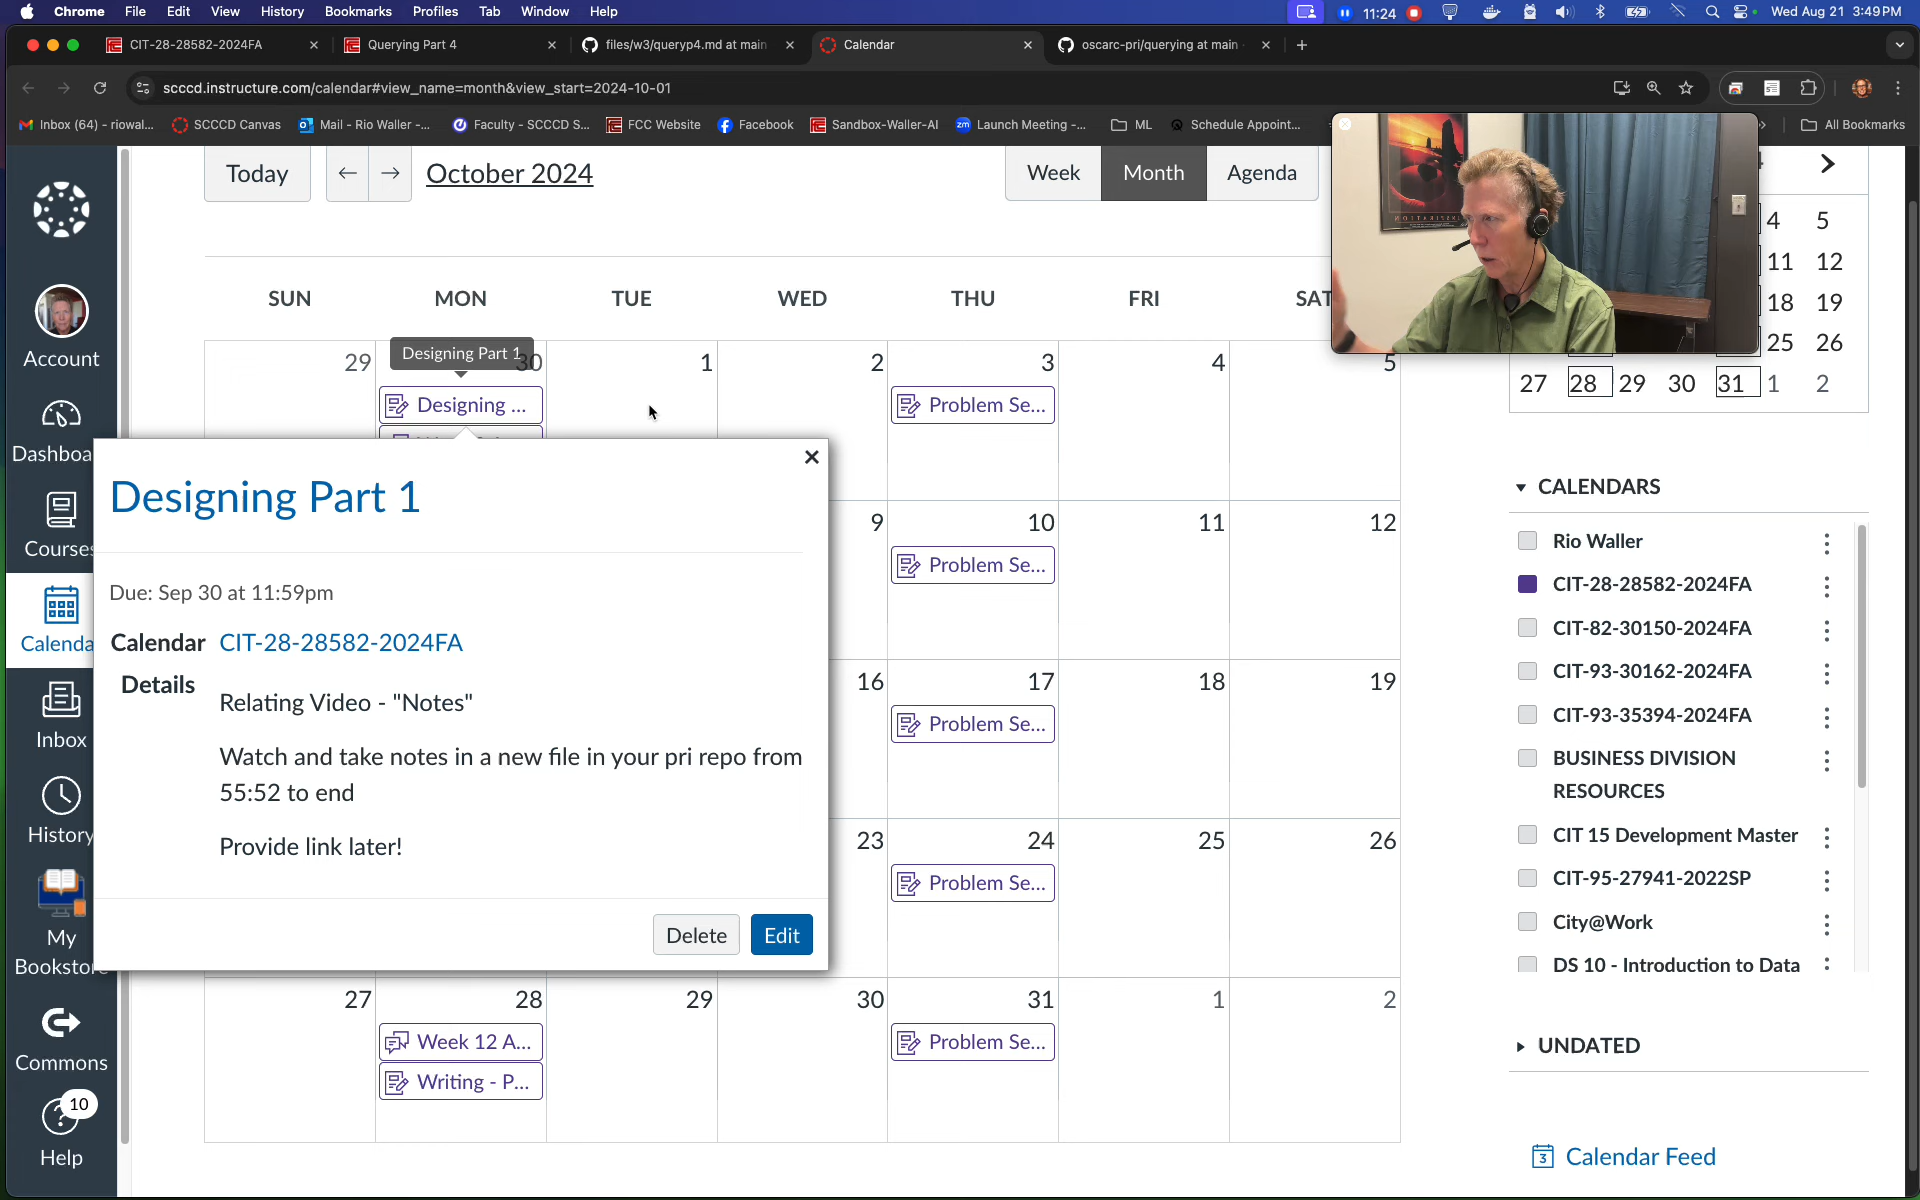 Chrome File Edit View History Bookmarks Profiles Tab Window Help 11:24 Wed Aug 21 3:49 PM
CIT-28-28582-2024FA Querying Part 4 files/w3/queryp4.md at main Calendar oscarc-pri/querying at main
scccd.instructure.com/calendar#view_name=month&view_start=2024-10-01
Inbox (64) - riowal... SCCCD Canvas Mail - Rio Waller -... Faculty - SCCCD S... FCC Website Facebook Sandbox-Waller-AI Launch Meeting -... ML Schedule Appoint... All Bookmarks
Today ← → October 2024 Week Month Agenda
SUN MON TUE WED THU FRI SAT
INSPIRATION
4 5
11 12
18 19
25 26
27 28 29 30 31 1 2
Account
Dashboa
Courses
Calenda
Inbox
History
My
Bookstore
Commons
10
Help
Designing Part 1
29 30 1 2 3 4 5
Designing ... Problem Se...
Designing Part 1
Due: Sep 30 at 11:59pm
Calendar CIT-28-28582-2024FA
Details
Relating Video - "Notes"
Watch and take notes in a new file in your pri repo from
55:52 to end
Provide link later!
Delete Edit
9 10 11 12
Problem Se...
16 17 18 19
Problem Se...
23 24 25 26
Problem Se...
27 28 29 30 31 1 2
Week 12 A... Problem Se...
Writing - P...
CALENDARS
Rio Waller
CIT-28-28582-2024FA
CIT-82-30150-2024FA
CIT-93-30162-2024FA
CIT-93-35394-2024FA
BUSINESS DIVISION
RESOURCES
CIT 15 Development Master
CIT-95-27941-2022SP
City@Work
DS 10 - Introduction to Data
UNDATED
3 Calendar Feed